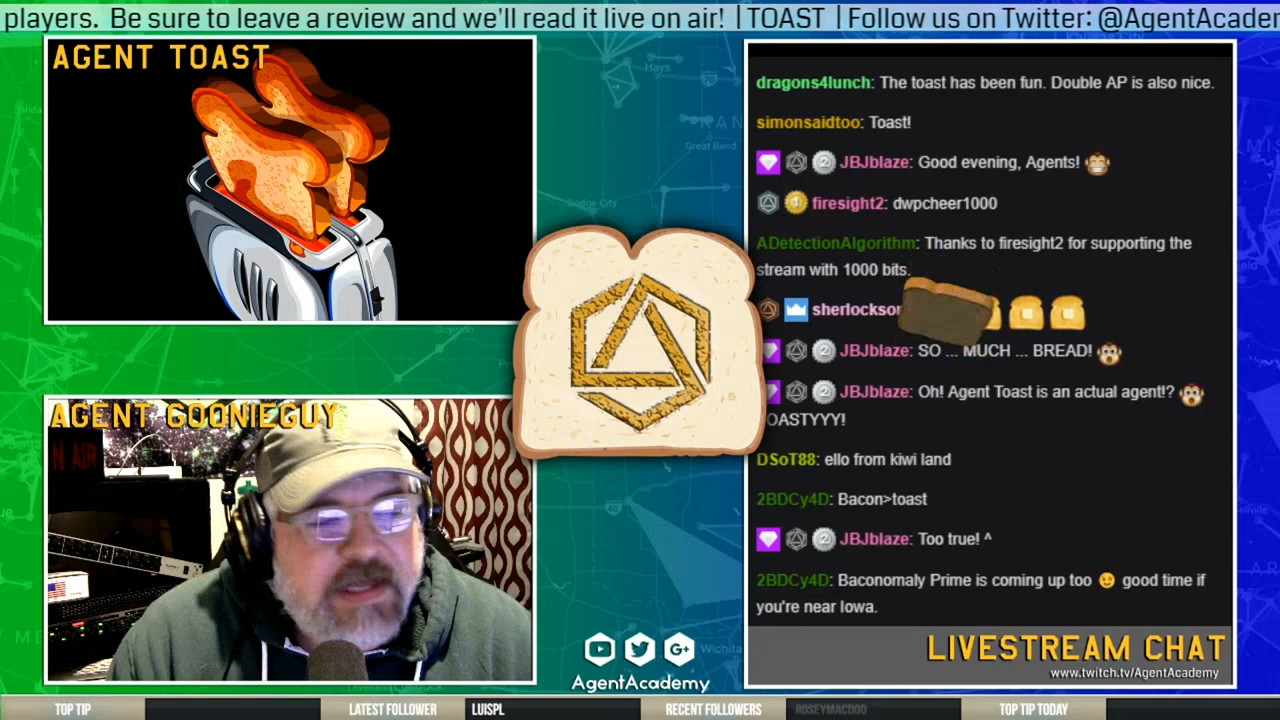 players. Be sure to leave a review and we'll read it live on air! | TOAST | Follow us on Twitter: @AgentAcadem
AGENT TOAST
dragons4lunch: The toast has been fun. Double AP is also nice.
simonsaidtoo: Toast!
JBJblaze: Good evening, Agents!
firesight2: dwpcheer1000
ADetectionAlgorithm: Thanks to firesight2 for supporting the
stream with 1000 bits.
JBJblaze: SO ... MUCH ... BREAD!
JBJblaze: Oh! Agent Toast is an actual agent!?
OASTYYY!
DSoT88: ello from kiwi land
2BDCy4D: Bacon>toast
JBJblaze: Too true! ^
2BDCy4D: Baconomaly Prime is coming up too 😉 good time if
you're near Iowa.
LIVESTREAM CHAT
www.twitch.tv/AgentAcademy
AGENT GOONIEGUY
N AIR
G+
AgentAcademy
TOP TIP
LATEST FOLLOWER
LUISPL
RECENT FOLLOWERS
ROSEYMACDOO
TOP TIP TODAY